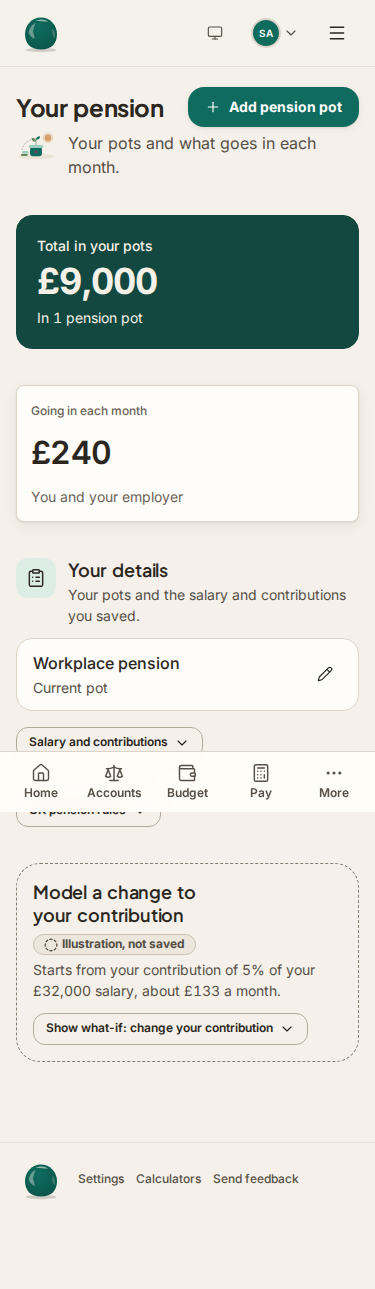 SA
Your pension
Add pension pot
Your pots and what goes in each
month.
Total in your pots
£9,000
In 1 pension pot
Going in each month
£240
You and your employer
Your details
Your pots and the salary and contributions
you saved.
Workplace pension
Current pot
Salary and contributions
Home
Accounts
Budget
Pay
More
UK pension rules
Model a change to
your contribution
Illustration, not saved
Starts from your contribution of 5% of your
£32,000 salary, about £133 a month.
Show what-if: change your contribution
Settings
Calculators
Send feedback